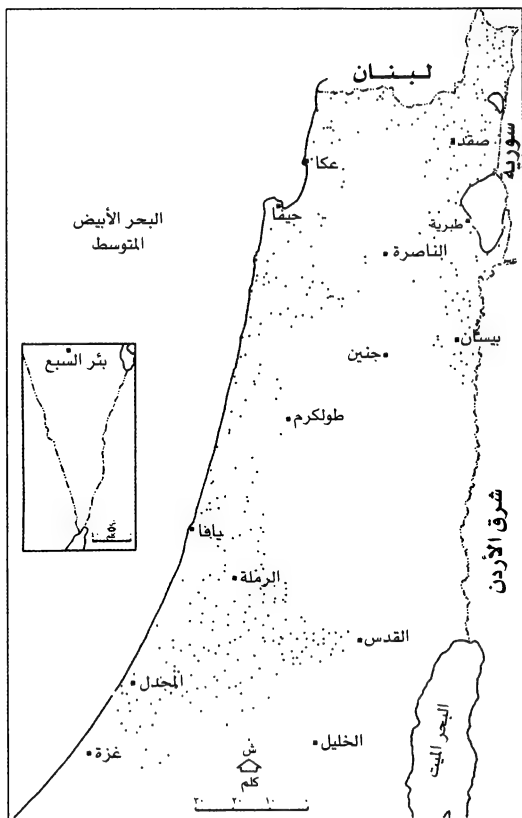 لبنان
سورية
صفد
عكا
حيفا
طبرية
البحر الأبيض
المتوسط
الناصرة
بيسان
جنين
بئر السبع
طولكرم
شرق الأردن
يافا
الرملة
القدس
المجدل
البحر الميت
الخليل
غزة
ش
كلم
٣٠ ٢٠ ١٠ ٠